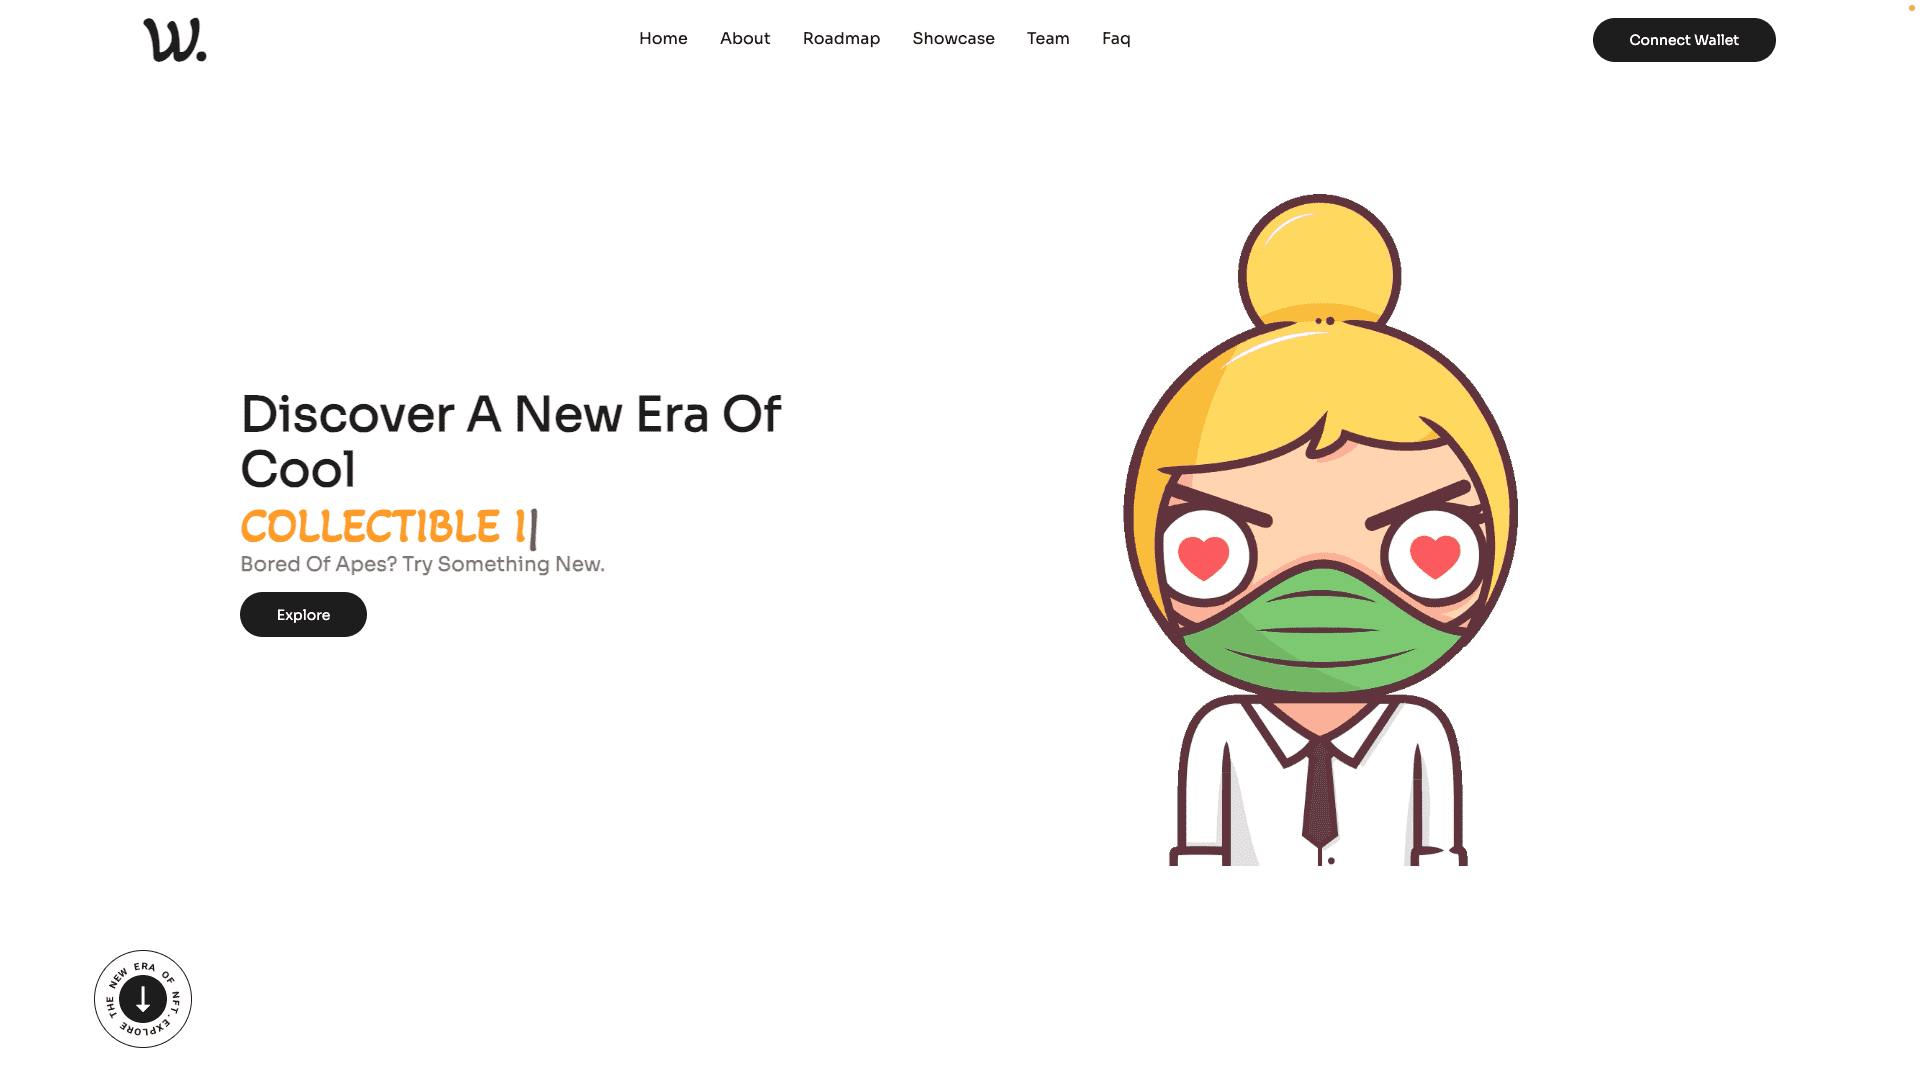 W.
Home
About
Roadmap
Showcase
Team
Faq
Connect Wallet
Discover A New Era Of
Cool
COLLECTIBLE I|
Bored Of Apes? Try Something New.
Explore
THE NEW ERA OF NFT.EXPLORE